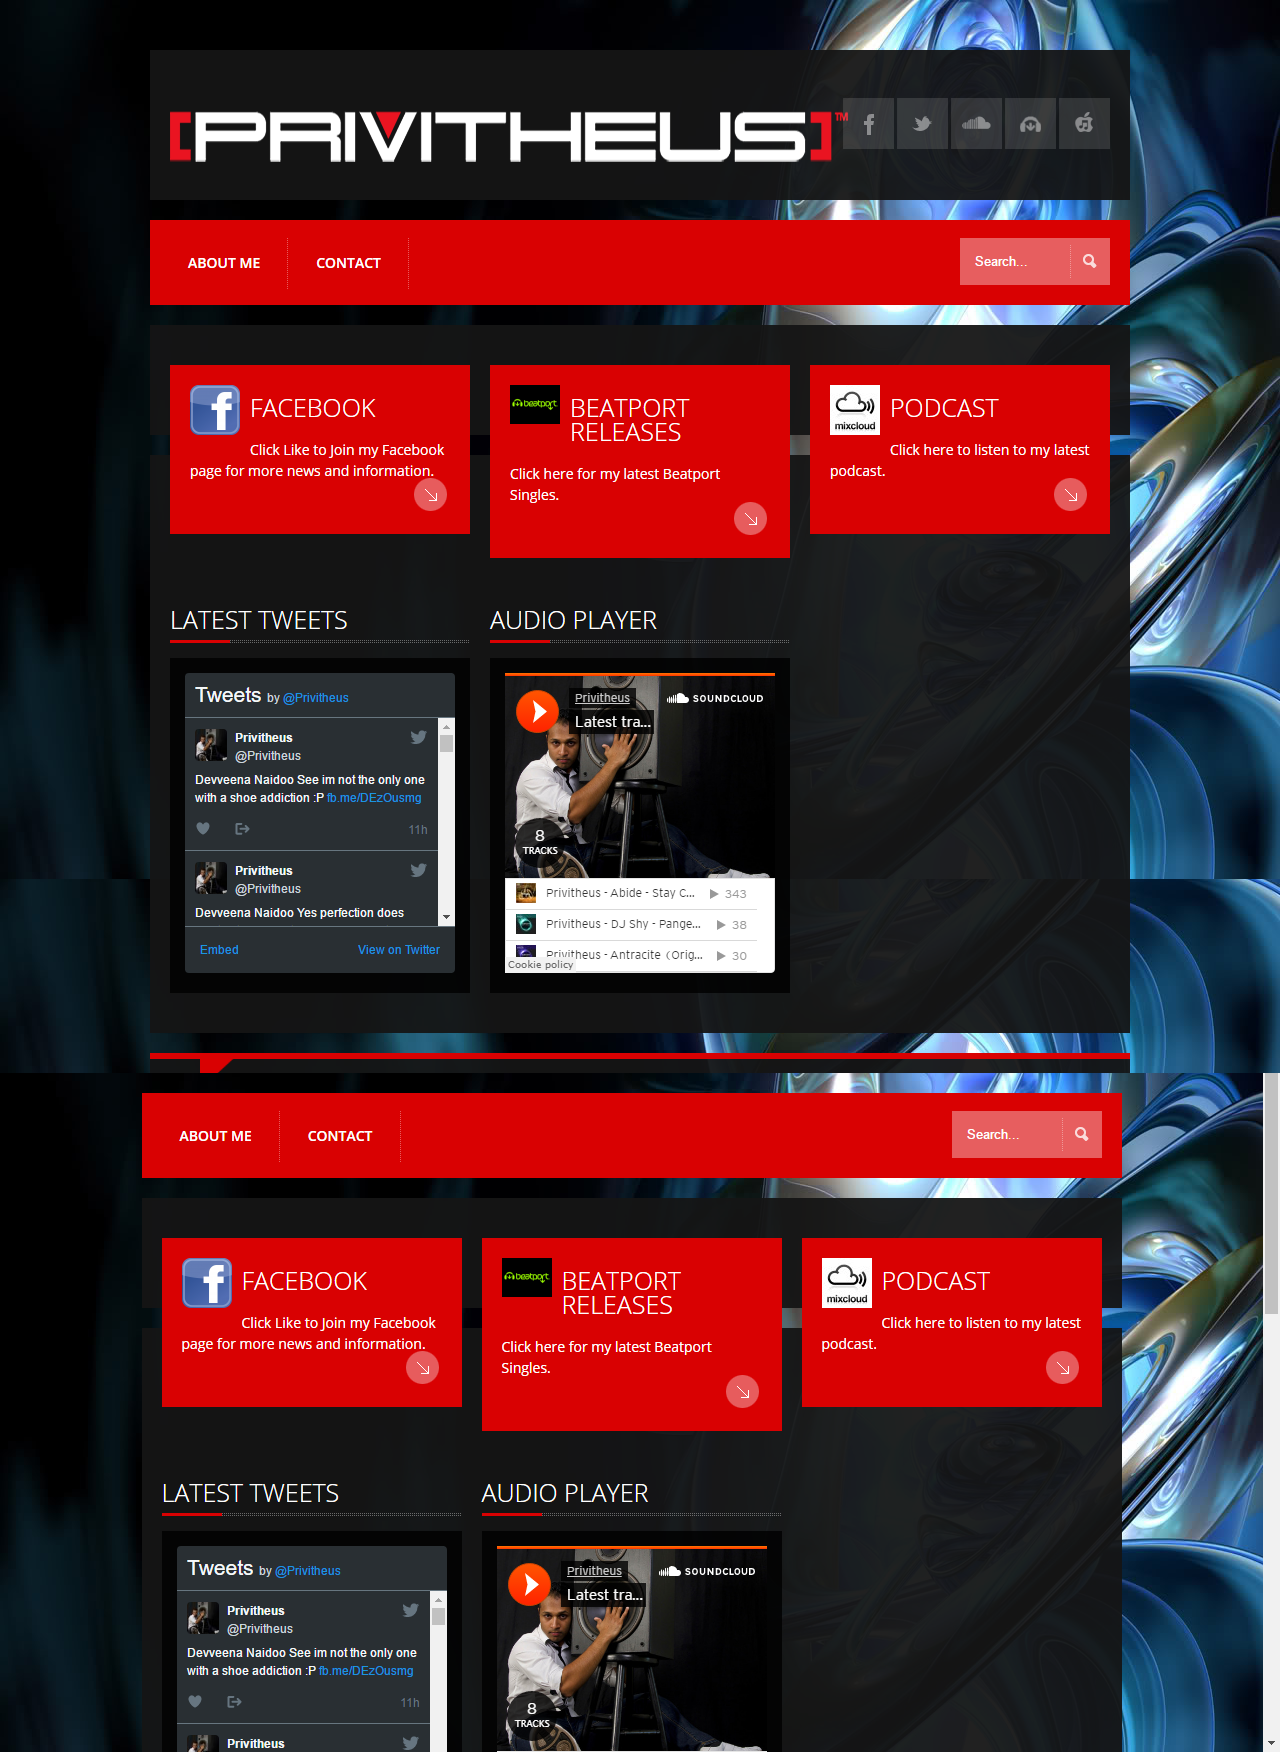 [PRIVITHEUS]™
ABOUT ME
CONTACT
Search...
FACEBOOK
Click Like to Join my Facebook
page for more news and information.
beatport
BEATPORT
RELEASES
Click here for my latest Beatport
Singles.
mixcloud
PODCAST
Click here to listen to my latest
podcast.
LATEST TWEETS
Tweets by @Privitheus
Privitheus
@Privitheus
Devveena Naidoo See im not the only one
with a shoe addiction :P fb.me/DEzOusmg
11h
Privitheus
@Privitheus
Devveena Naidoo Yes perfection does
Embed
View on Twitter
AUDIO PLAYER
Privitheus
SOUNDCLOUD
Latest tra...
8
TRACKS
Privitheus - Abide - Stay C... 343
Privitheus - DJ Shy - Pange... 38
Privitheus - Antracite (Orig... 30
Cookie policy
ABOUT ME
CONTACT
Search...
FACEBOOK
Click Like to Join my Facebook
page for more news and information.
beatport
BEATPORT
RELEASES
Click here for my latest Beatport
Singles.
mixcloud
PODCAST
Click here to listen to my latest
podcast.
LATEST TWEETS
Tweets by @Privitheus
Privitheus
@Privitheus
Devveena Naidoo See im not the only one
with a shoe addiction :P fb.me/DEzOusmg
11h
Privitheus
AUDIO PLAYER
Privitheus
SOUNDCLOUD
Latest tra...
8
TRACKS